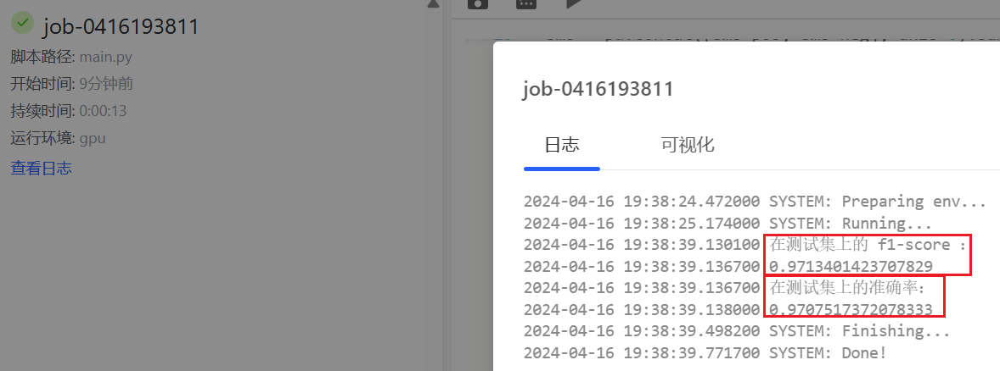 job-0416193811
脚本路径: main.py
开始时间: 9分钟前
持续时间: 0:00:13
运行环境: gpu
查看日志
job-0416193811
日志
可视化
2024-04-16 19:38:24.472000 SYSTEM: Preparing env...
2024-04-16 19:38:25.174000 SYSTEM: Running...
2024-04-16 19:38:39.130100 在测试集上的 f1-score :
2024-04-16 19:38:39.136700 0.9713401423707829
2024-04-16 19:38:39.136700 在测试集上的准确率:
2024-04-16 19:38:39.138000 0.9707517372078333
2024-04-16 19:38:39.498200 SYSTEM: Finishing...
2024-04-16 19:38:39.771700 SYSTEM: Done!